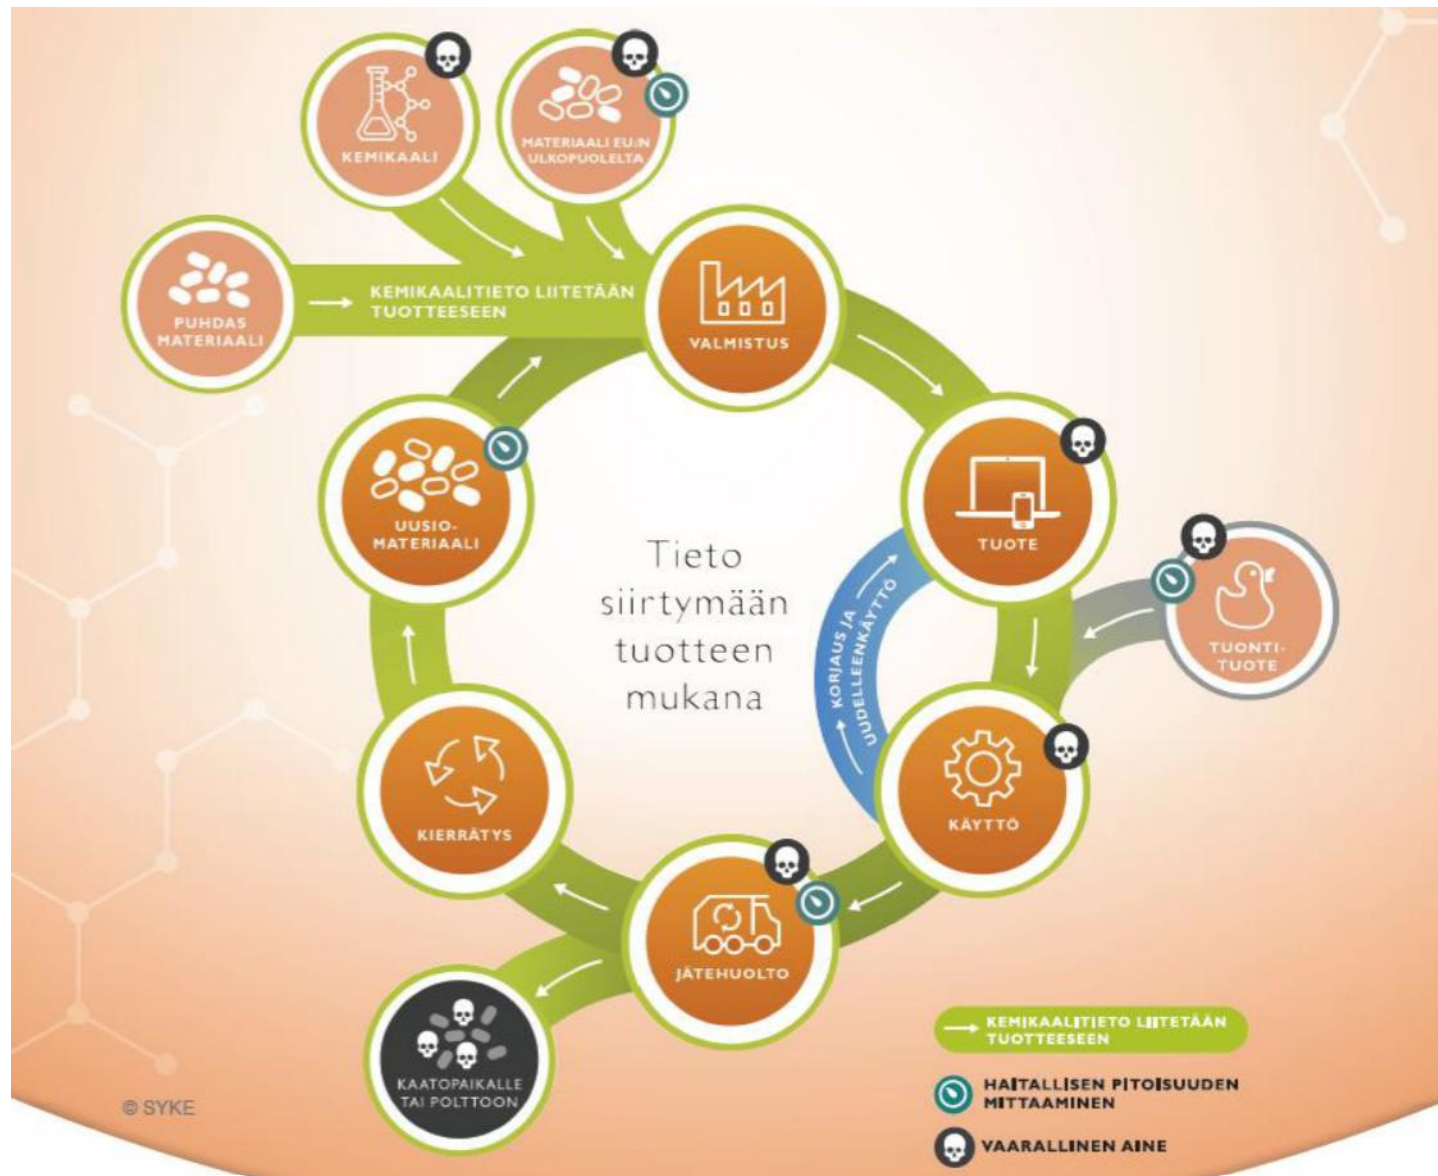 KEMIKAALI
MATERIAALI EU:N
ULKOPUOLELTA
PUHDAS
MATERIAALI
KEMIKAALITIETO LIITETÄÄN
TUOTTEESEEN
VALMISTUS
TUOTE
TUONTI-
TUOTE
KORJAUS JA
UUDELLEENKÄYTTÖ
KÄYTTÖ
JÄTEHUOLTO
KAATOPAIKALLE
TAI POLTTOON
KIERRÄTYS
UUSIO-
MATERIAALI
Tieto
siirtymään
tuotteen
mukana
KEMIKAALITIETO LIITETÄÄN
TUOTTEESEEN
HAITALLISEN PITOISUUDEN
MITTAAMINEN
VAARALLINEN AINE
© SYKE